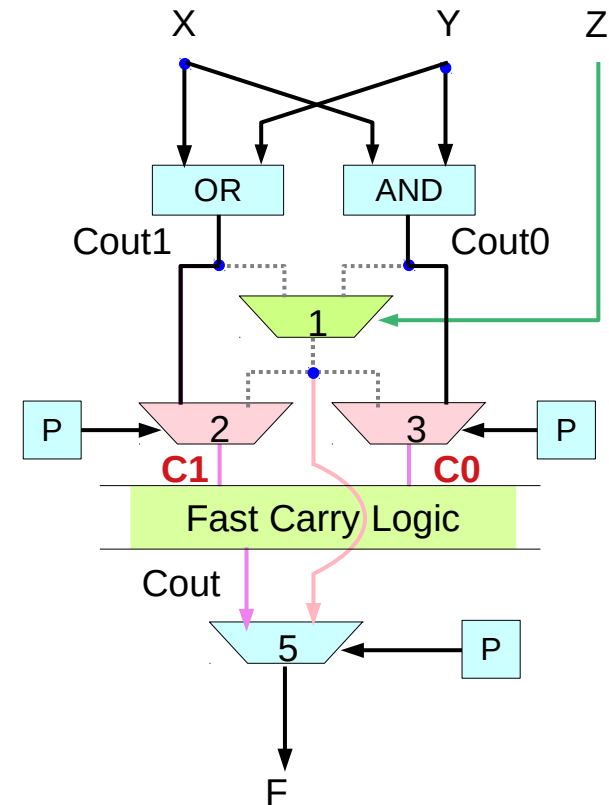 X Y Z
OR AND
Cout1 Cout0
1
P 2 3 P
C1 C0
Fast Carry Logic
Cout
5 P
F